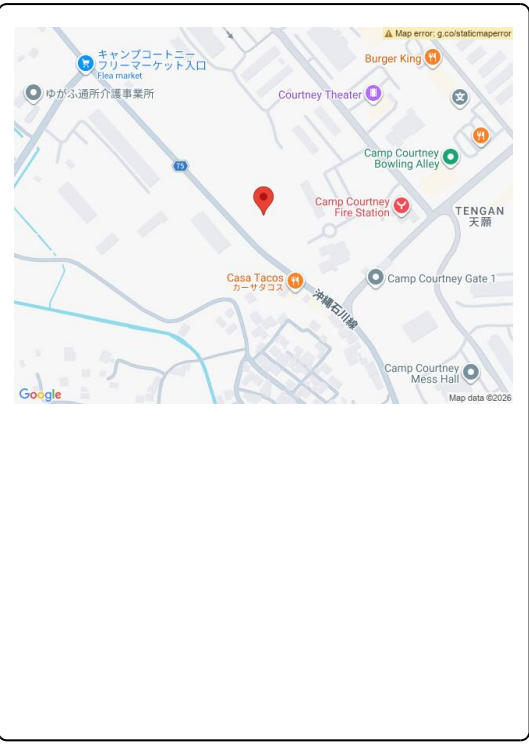 Map error: g.co/staticmaperror
キャンプコートニー
フリーマーケット入口
Flea market
Burger King
ゆがふ通所介護事業所
Courtney Theater
Camp Courtney
Bowling Alley
75
Camp Courtney
Fire Station
TENGAN
天願
Casa Tacos
カーサタコス
Camp Courtney Gate 1
沖縄石川線
Camp Courtney
Mess Hall
Google
Map data ©2026